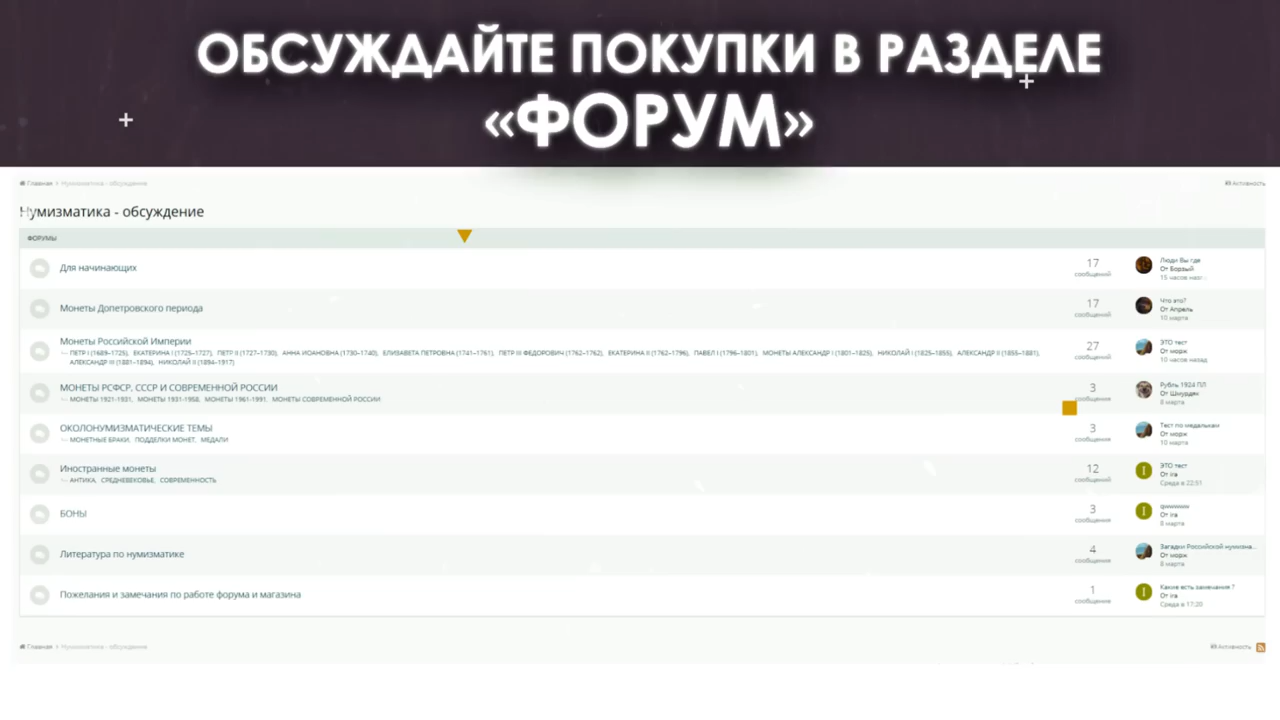 ОБСУЖДАЙТЕ ПОКУПКИ В РАЗДЕЛЕ
«ФОРУМ»
Главная > Нумизматика - обсуждение
Активность
Нумизматика - обсуждение
ФОРУМЫ
Для начинающих
17
сообщений
Люди Вы где
От Борзый
15 часов назад
Монеты Допетровского периода
17
сообщений
Что это?
От Апрель
10 марта
Монеты Российской Империи
ПЕТР I (1689–1725), ЕКАТЕРИНА I (1725–1727), ПЕТР II (1727–1730), АННА ИОАНОВНА (1730–1740), ЕЛИЗАВЕТА ПЕТРОВНА (1741–1761), ПЕТР III ФЕДОРОВИЧ (1762–1762), ЕКАТЕРИНА II (1762–1796), ПАВЕЛ I (1796–1801), МОНЕТЫ АЛЕКСАНДР I (1801–1825), НИКОЛАЙ I (1825–1855), АЛЕКСАНДР II (1855–1881),
АЛЕКСАНДР III (1881–1894), НИКОЛАЙ II (1894–1917)
27
сообщений
ЭТО тест
От морж
10 часов назад
МОНЕТЫ РСФСР, СССР И СОВРЕМЕННОЙ РОССИИ
МОНЕТЫ 1921-1931, МОНЕТЫ 1931-1958, МОНЕТЫ 1961-1991, МОНЕТЫ СОВРЕМЕННОЙ РОССИИ
3
сообщения
Рубль 1924 ПЛ
От Шмурдян
8 марта
ОКОЛОНУМИЗМАТИЧЕСКИЕ ТЕМЫ
МОНЕТНЫЕ БРАКИ, ПОДДЕЛКИ МОНЕТ, МЕДАЛИ
3
сообщения
Тест по медалькам
От морж
10 марта
Иностранные монеты
АНТИКА, СРЕДНЕВЕКОВЬЕ, СОВРЕМЕННОСТЬ
12
сообщений
ЭТО тест
От ira
Среда в 22:51
БОНЫ
3
сообщения
От ira
8 марта
Литература по нумизматике
4
сообщения
Загадки Российской нумизма...
От морж
8 марта
Пожелания и замечания по работе форума и магазина
1
сообщение
Какие есть замечания ?
От ira
Среда в 17:20
Главная > Нумизматика - обсуждение
Активность